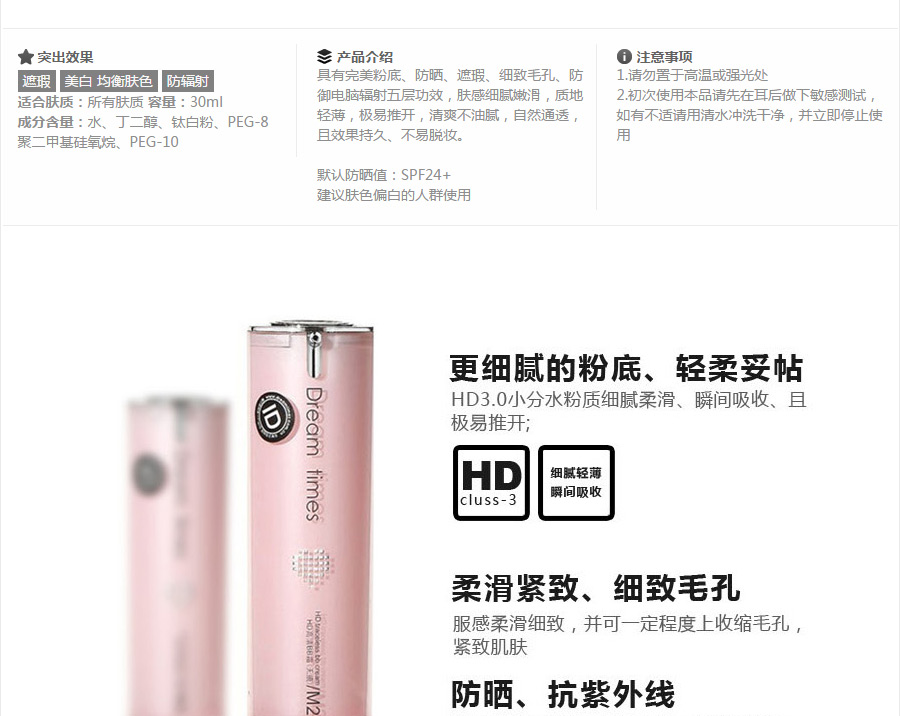 突出效果
遮瑕 美白 均衡肤色 防辐射
适合肤质：所有肤质 容量：30ml
成分含量：水、丁二醇、钛白粉、PEG-8
聚二甲基硅氧烷、PEG-10
产品介绍
具有完美粉底、防晒、遮瑕、细致毛孔、防
御电脑辐射五层功效，肤感细腻嫩滑，质地
轻薄，极易推开，清爽不油腻，自然通透，
且效果持久、不易脱妆。
默认防晒值：SPF24+
建议肤色偏白的人群使用
注意事项
1.请勿置于高温或强光处
2.初次使用本品请先在耳后做下敏感测试，
如有不适请用清水冲洗干净，并立即停止使
用
ID
Dream times
HD traceless bb cream
/M2
更细腻的粉底、轻柔妥帖
HD3.0小分水粉质细腻柔滑、瞬间吸收、且
极易推开;
HD
cluss-3
细腻轻薄
瞬间吸收
柔滑紧致、细致毛孔
服感柔滑细致，并可一定程度上收缩毛孔，
紧致肌肤
防晒、抗紫外线